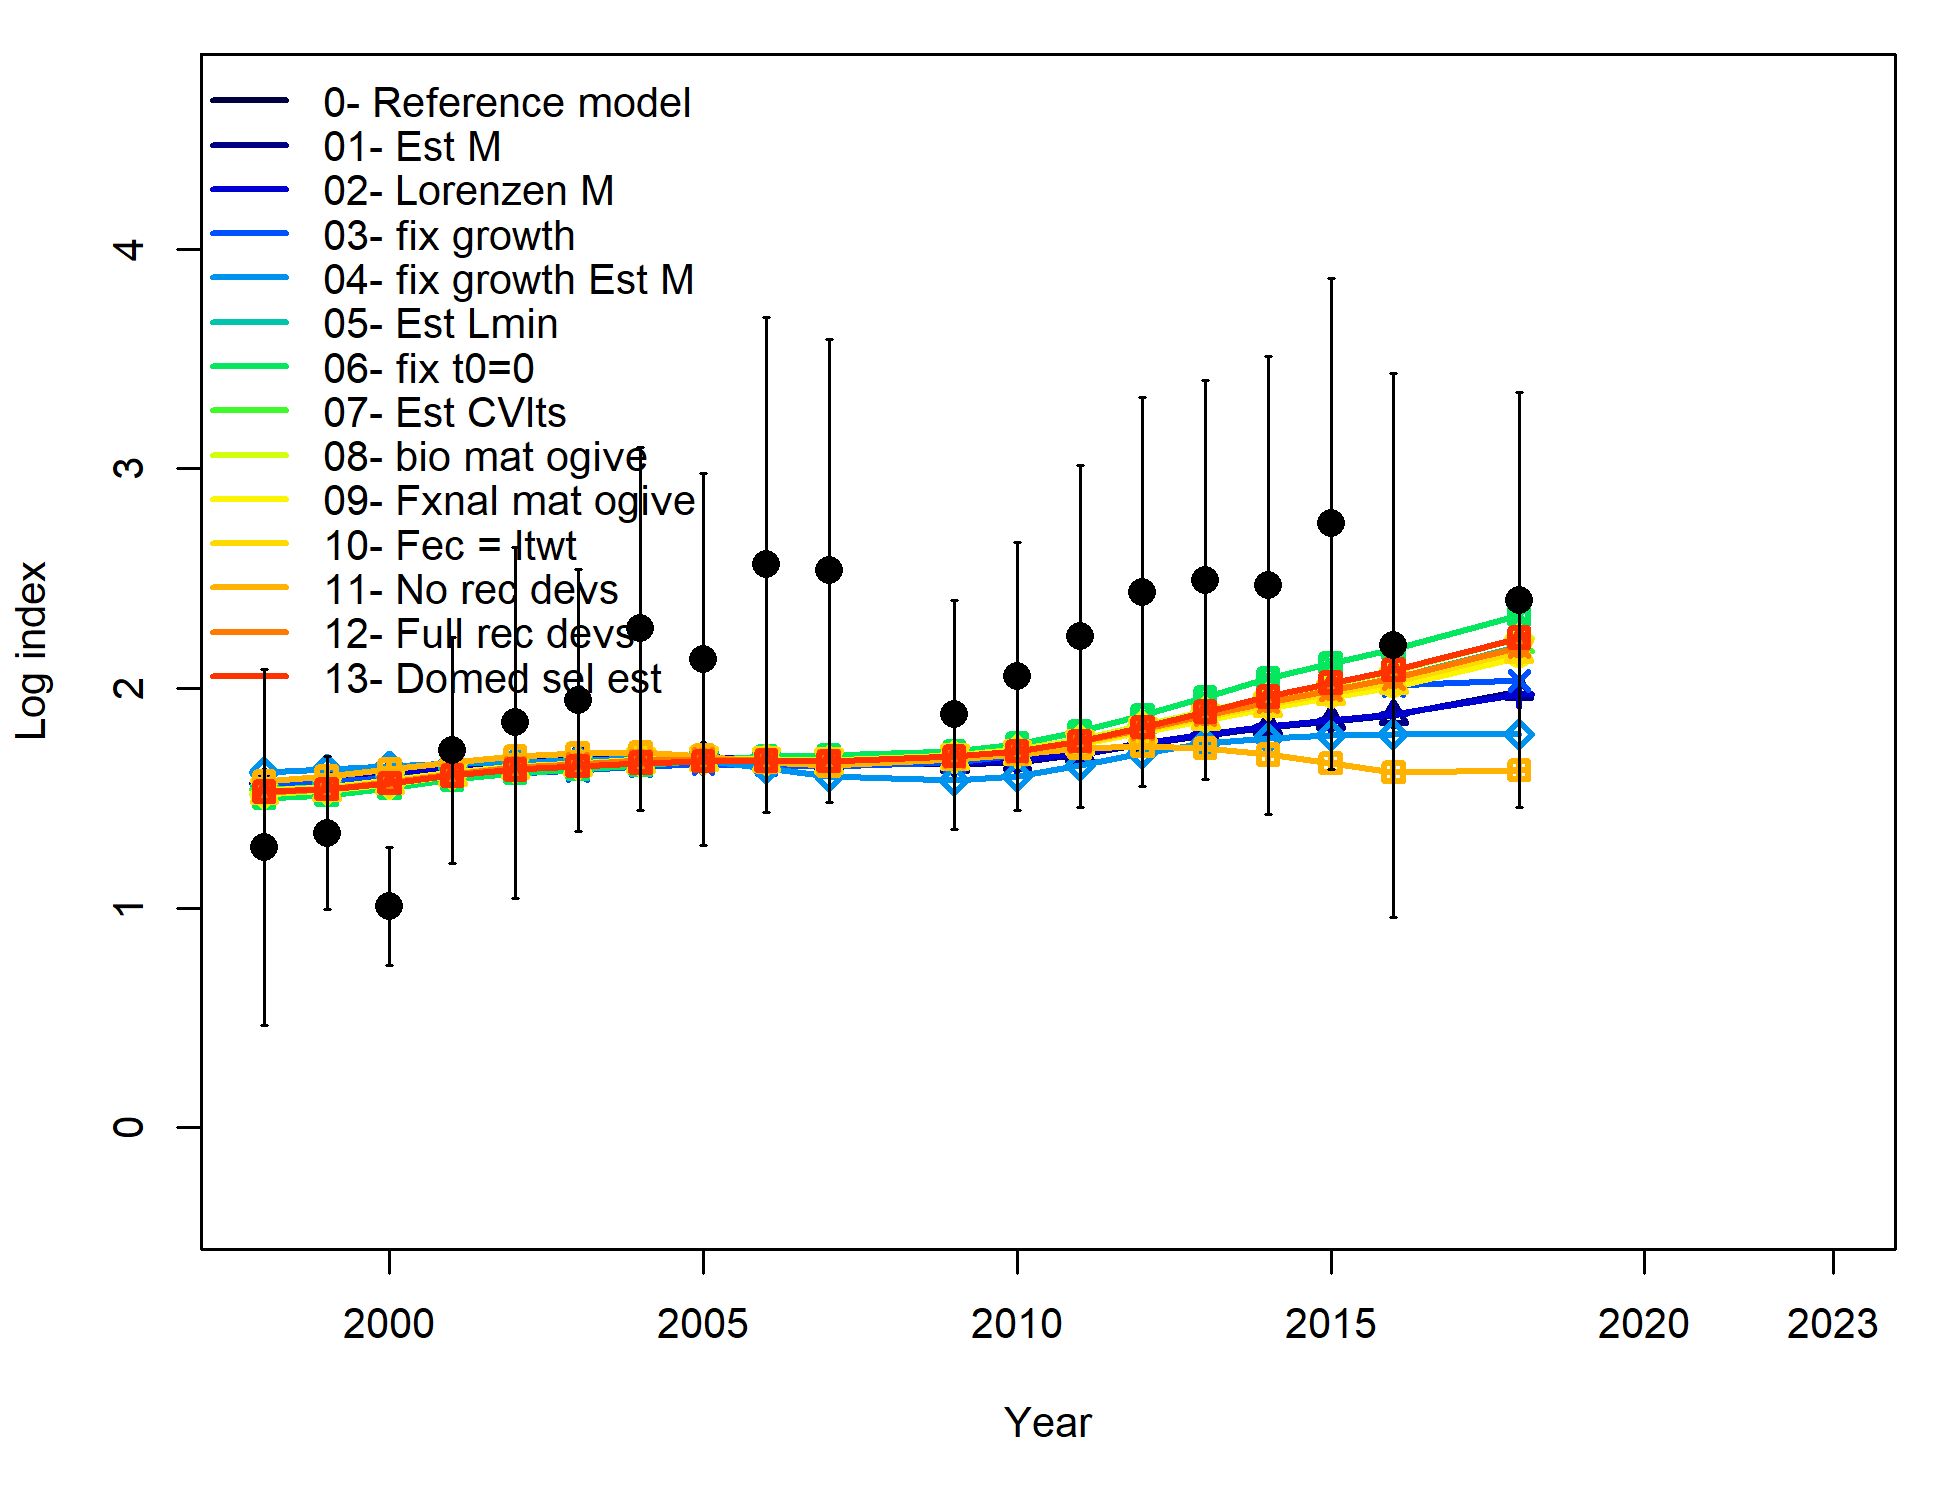 0- Reference model
01- Est M
02- Lorenzen M
03- fix growth
04- fix growth Est M
05- Est Lmin
06- fix t0=0
07- Est CVlts
08- bio mat ogive
09- Fxnal mat ogive
10- Fec = ltwt
11- No rec devs
12- Full rec devs
13- Domed sel est
Log index
4
3
2
1
0
2000 2005 2010 2015 2020 2023
Year